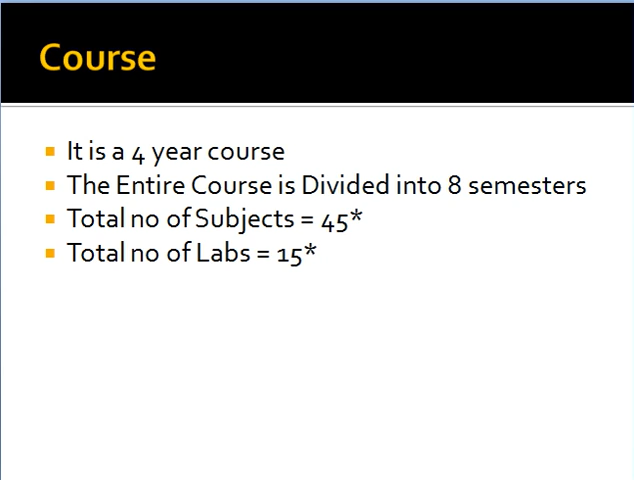 Course
It is a 4 year course
The Entire Course is Divided into 8 semesters
Total no of Subjects = 45*
Total no of Labs = 15*